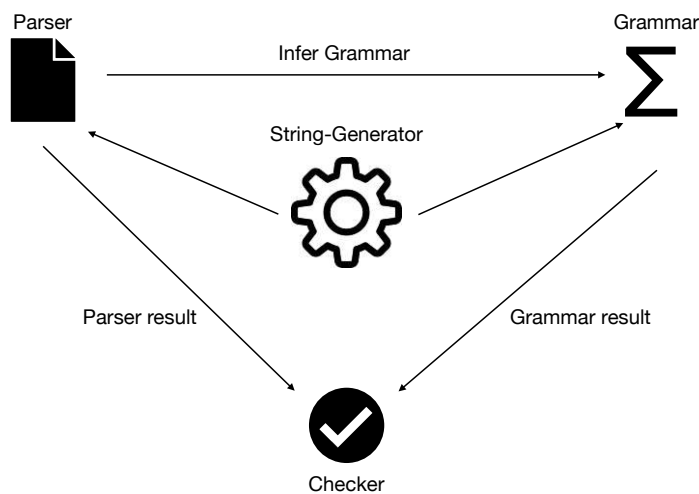 Parser
Grammar
Infer Grammar
String-Generator
Parser result
Grammar result
Checker